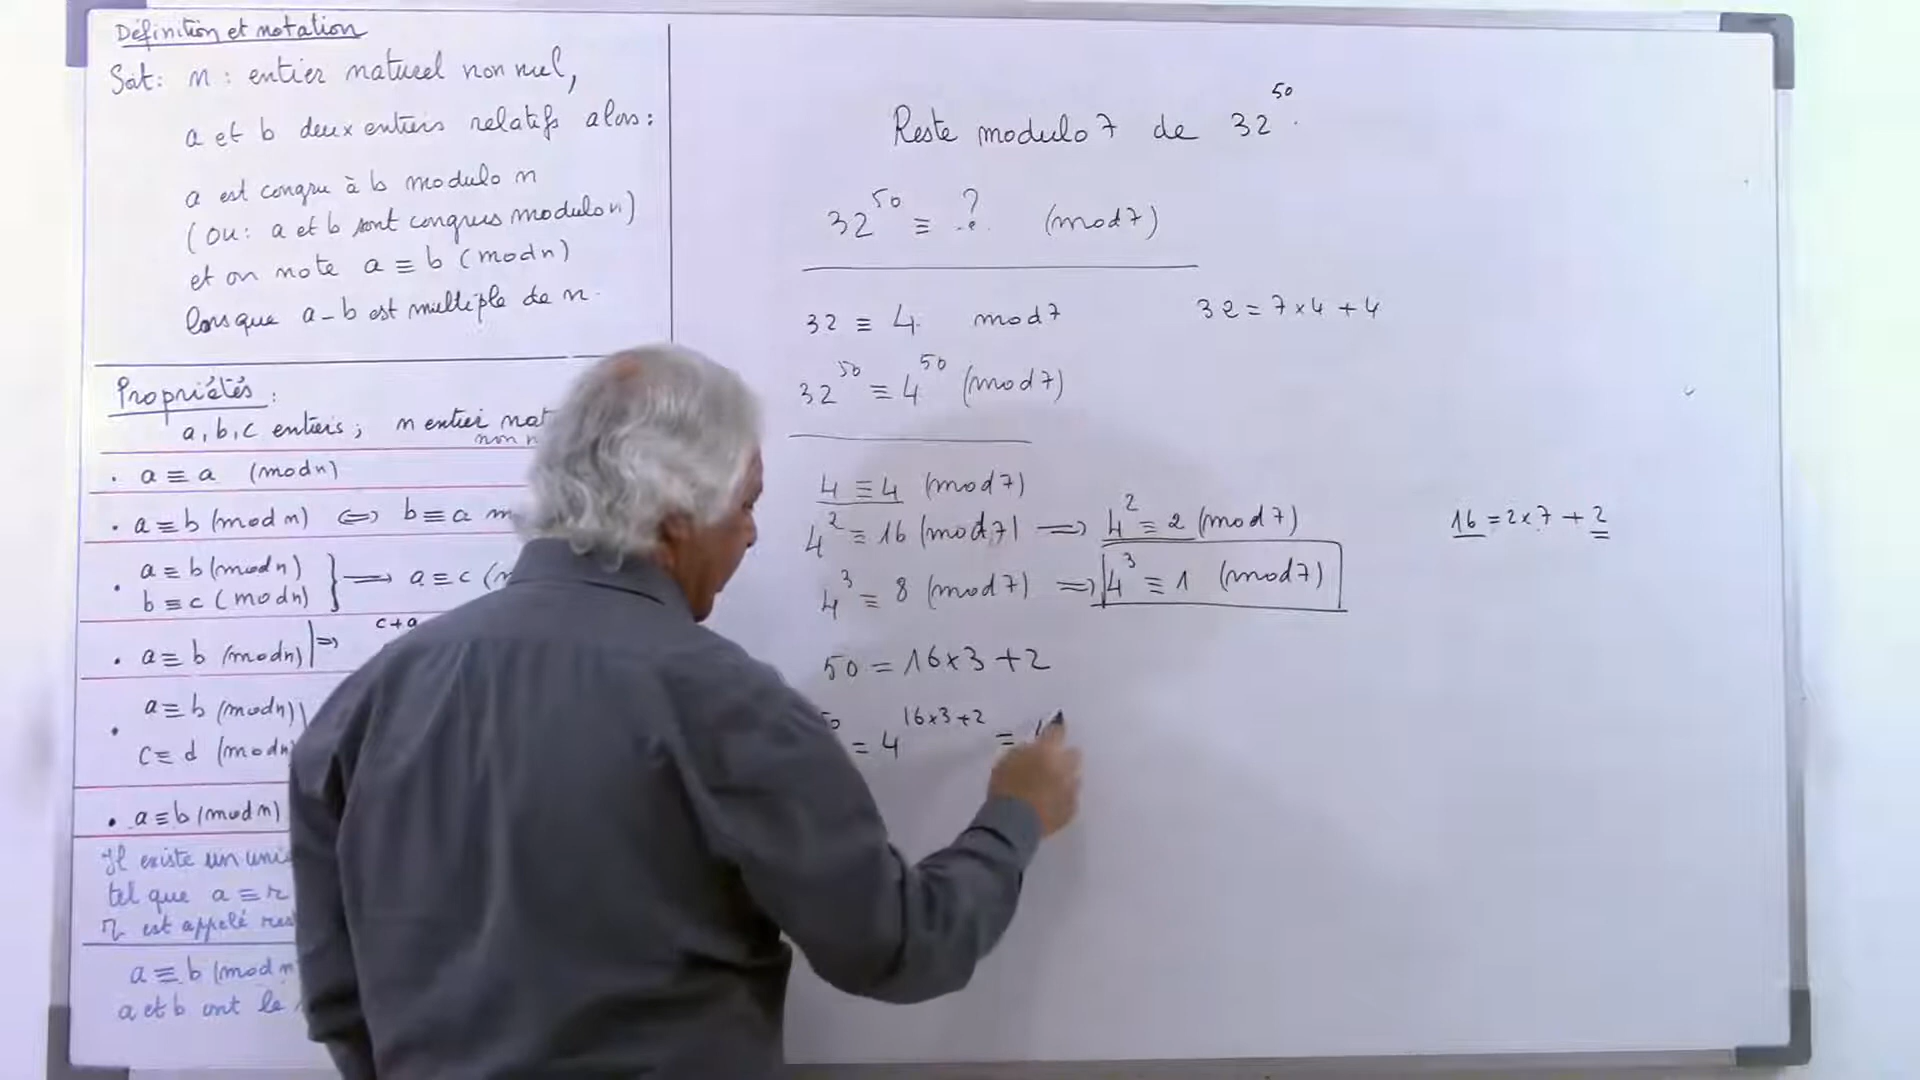 Définition et notation
Soit: n : entier naturel non nul,
a et b deux entiers relatifs alors:
a est congru à b modulo n
(ou: a et b sont congrus modulo n)
et on note a ≡ b (mod n)
lorsque a - b est multiple de n.
Propriétés:
a, b, c entiers; n entier nat
non n
. a ≡ a (mod n)
. a ≡ b (mod n) ⟺ b ≡ a m
. a ≡ b (mod n)
b ≡ c (mod n) } ⟹ a ≡ c (m
. a ≡ b (mod n) | ⟹ c+a
. a ≡ b (mod n)
c ≡ d (mod n)
. a ≡ b (mod n)
Il existe un uni
tel que a ≡ r
r est appelé res
a ≡ b (mod n
a et b ont le
Reste modulo 7 de 32^50.
32^50 ≡ ? (mod 7)
32 ≡ 4 mod 7 32 = 7×4 + 4
32^50 ≡ 4^50 (mod 7)
4 ≡ 4 (mod 7)
4^2 ≡ 16 (mod 7) ⟹ 4^2 ≡ 2 (mod 7) 16 = 2×7 + 2
4^3 ≡ 8 (mod 7) ⟹ 4^3 ≡ 1 (mod 7)
50 = 16×3 + 2
= 4^16×3+2 =